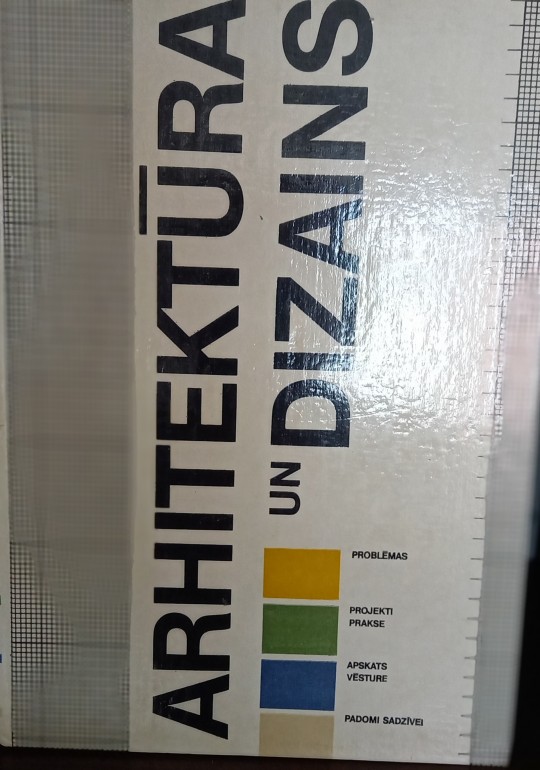 ARHITEKTŪRA
UN DIZAINS
PROBLĒMAS
PROJEKTI
PRAKSE
APSKATS
VĒSTURE
PADOMI SADZĪVEI